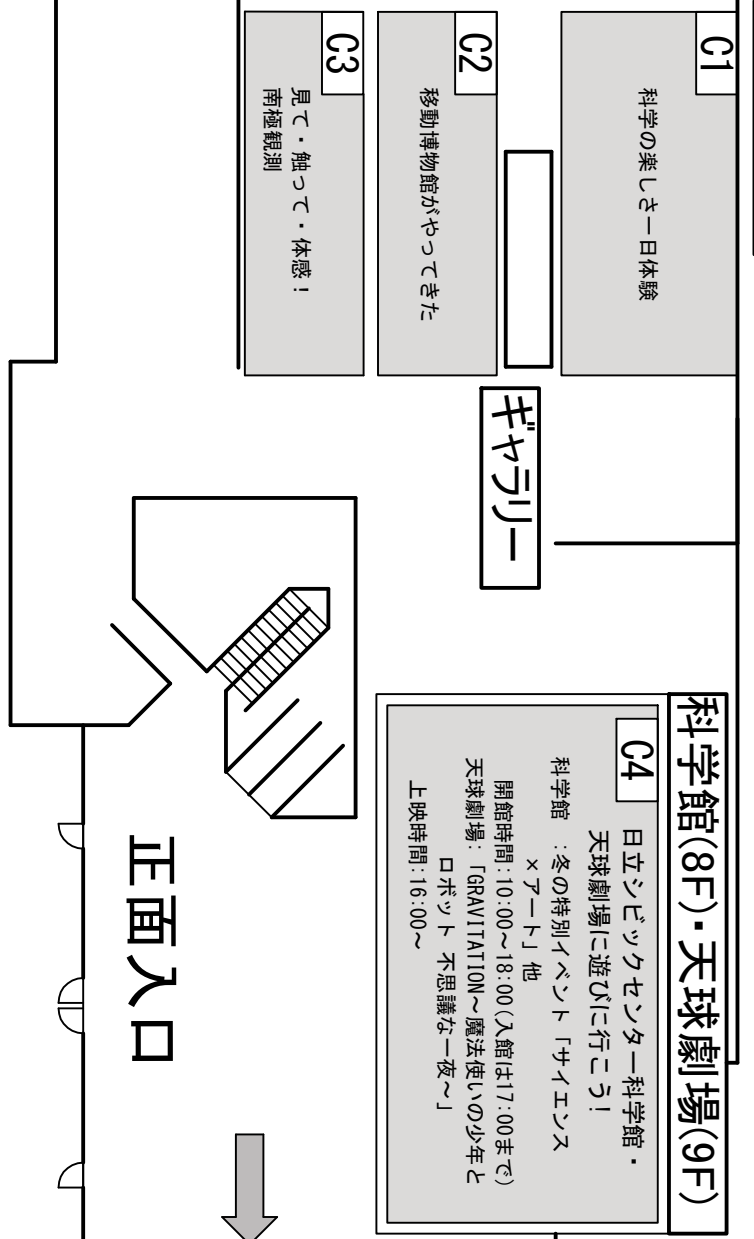 C1
科学の楽しさ一日体験
C2
移動博物館がやってきた
C3
見て・触って・体感！
南極観測
ギャラリー
科学館(8F)・天球劇場(9F)
C4
日立シビックセンター科学館・
天球劇場に遊びに行こう！
科学館　：冬の特別イベント「サイエンス
×アート」他
開館時間：10:00～18:00(入館は17:00まで)
天球劇場：「GRAVITATION～魔法使いの少年と
ロボット 不思議な一夜～」
上映時間：16:00～
正面入口